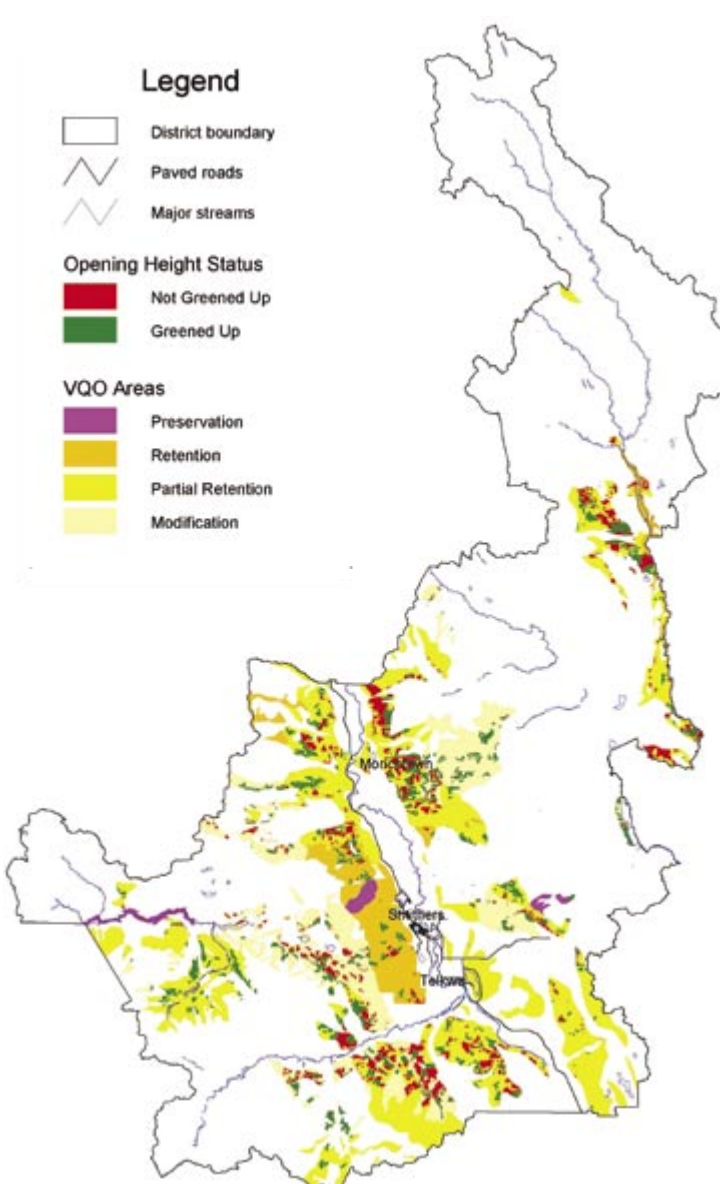 Legend
District boundary
Paved roads
Major streams
Opening Height Status
Not Greened Up
Greened Up
VQO Areas
Preservation
Retention
Partial Retention
Modification
Smithers
Telkwa